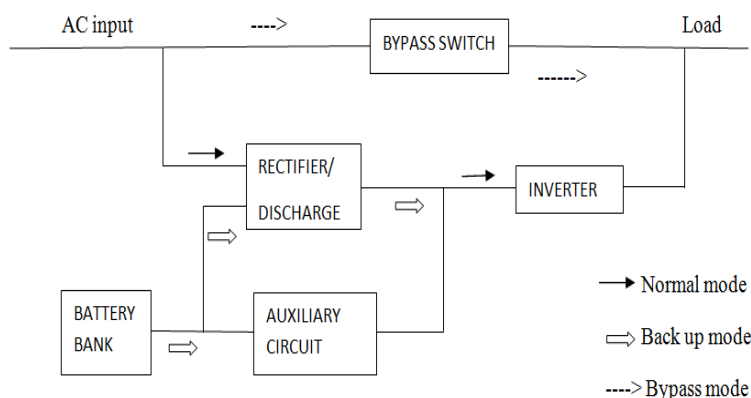 AC input
Load
BYPASS SWITCH
RECTIFIER/
DISCHARGE
INVERTER
BATTERY
BANK
AUXILIARY
CIRCUIT
Normal mode
Back up mode
Bypass mode